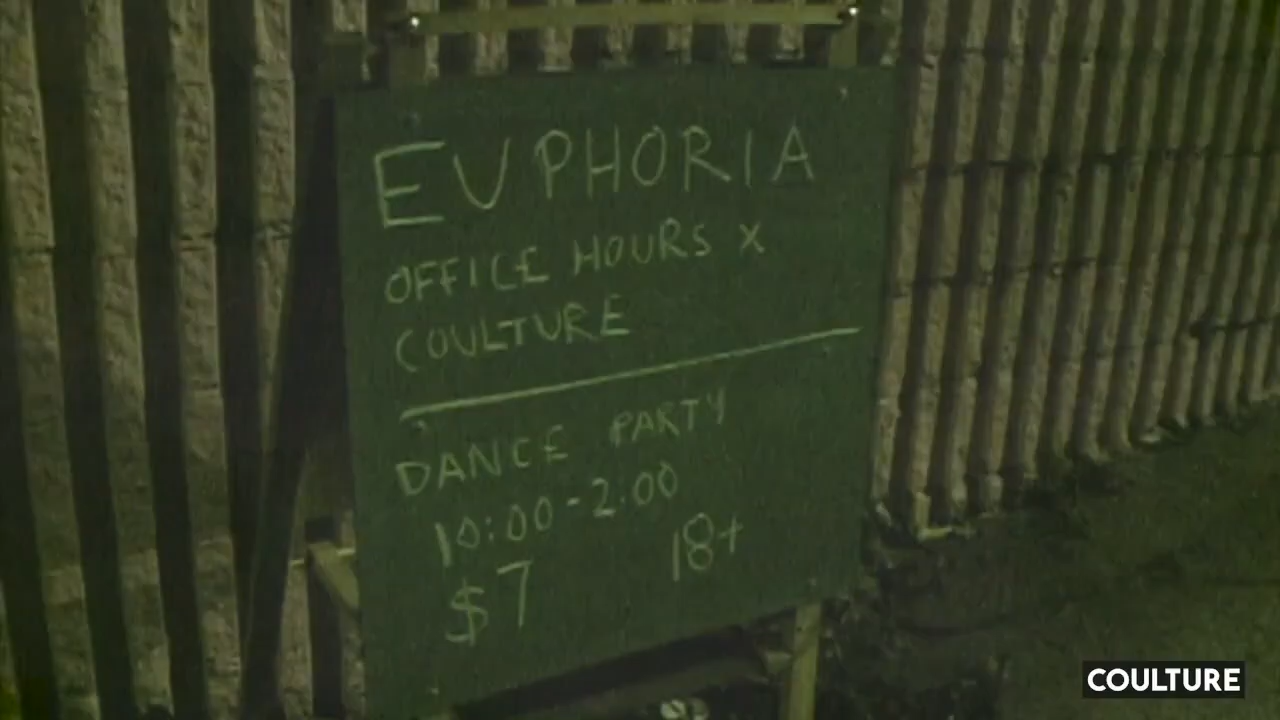 EUPHORIA
OFFICE HOURS X
COULTURE
DANCE PARTY
10:00-2:00
$7 18+
COULTURE